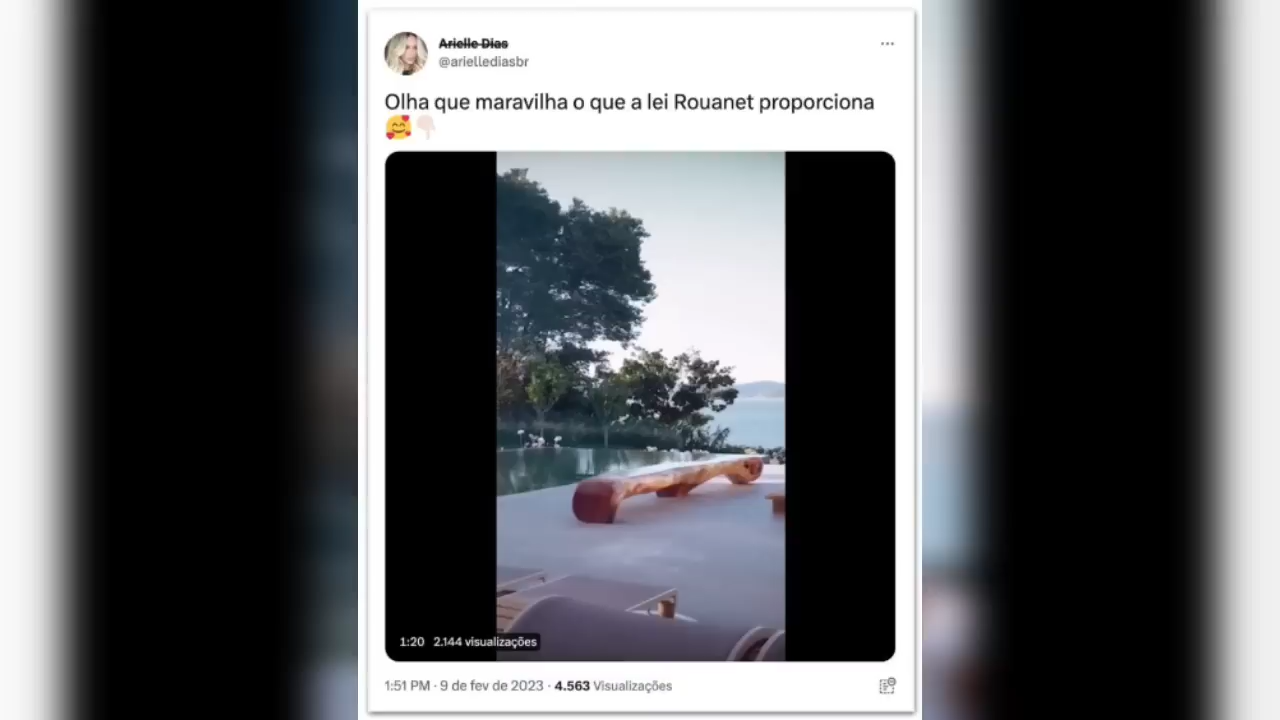 Arielle Dias
@ariellediasbr
Olha que maravilha o que a lei Rouanet proporciona
1:20 2.144 visualizações
1:51 PM · 9 de fev de 2023 · 4.563 Visualizações